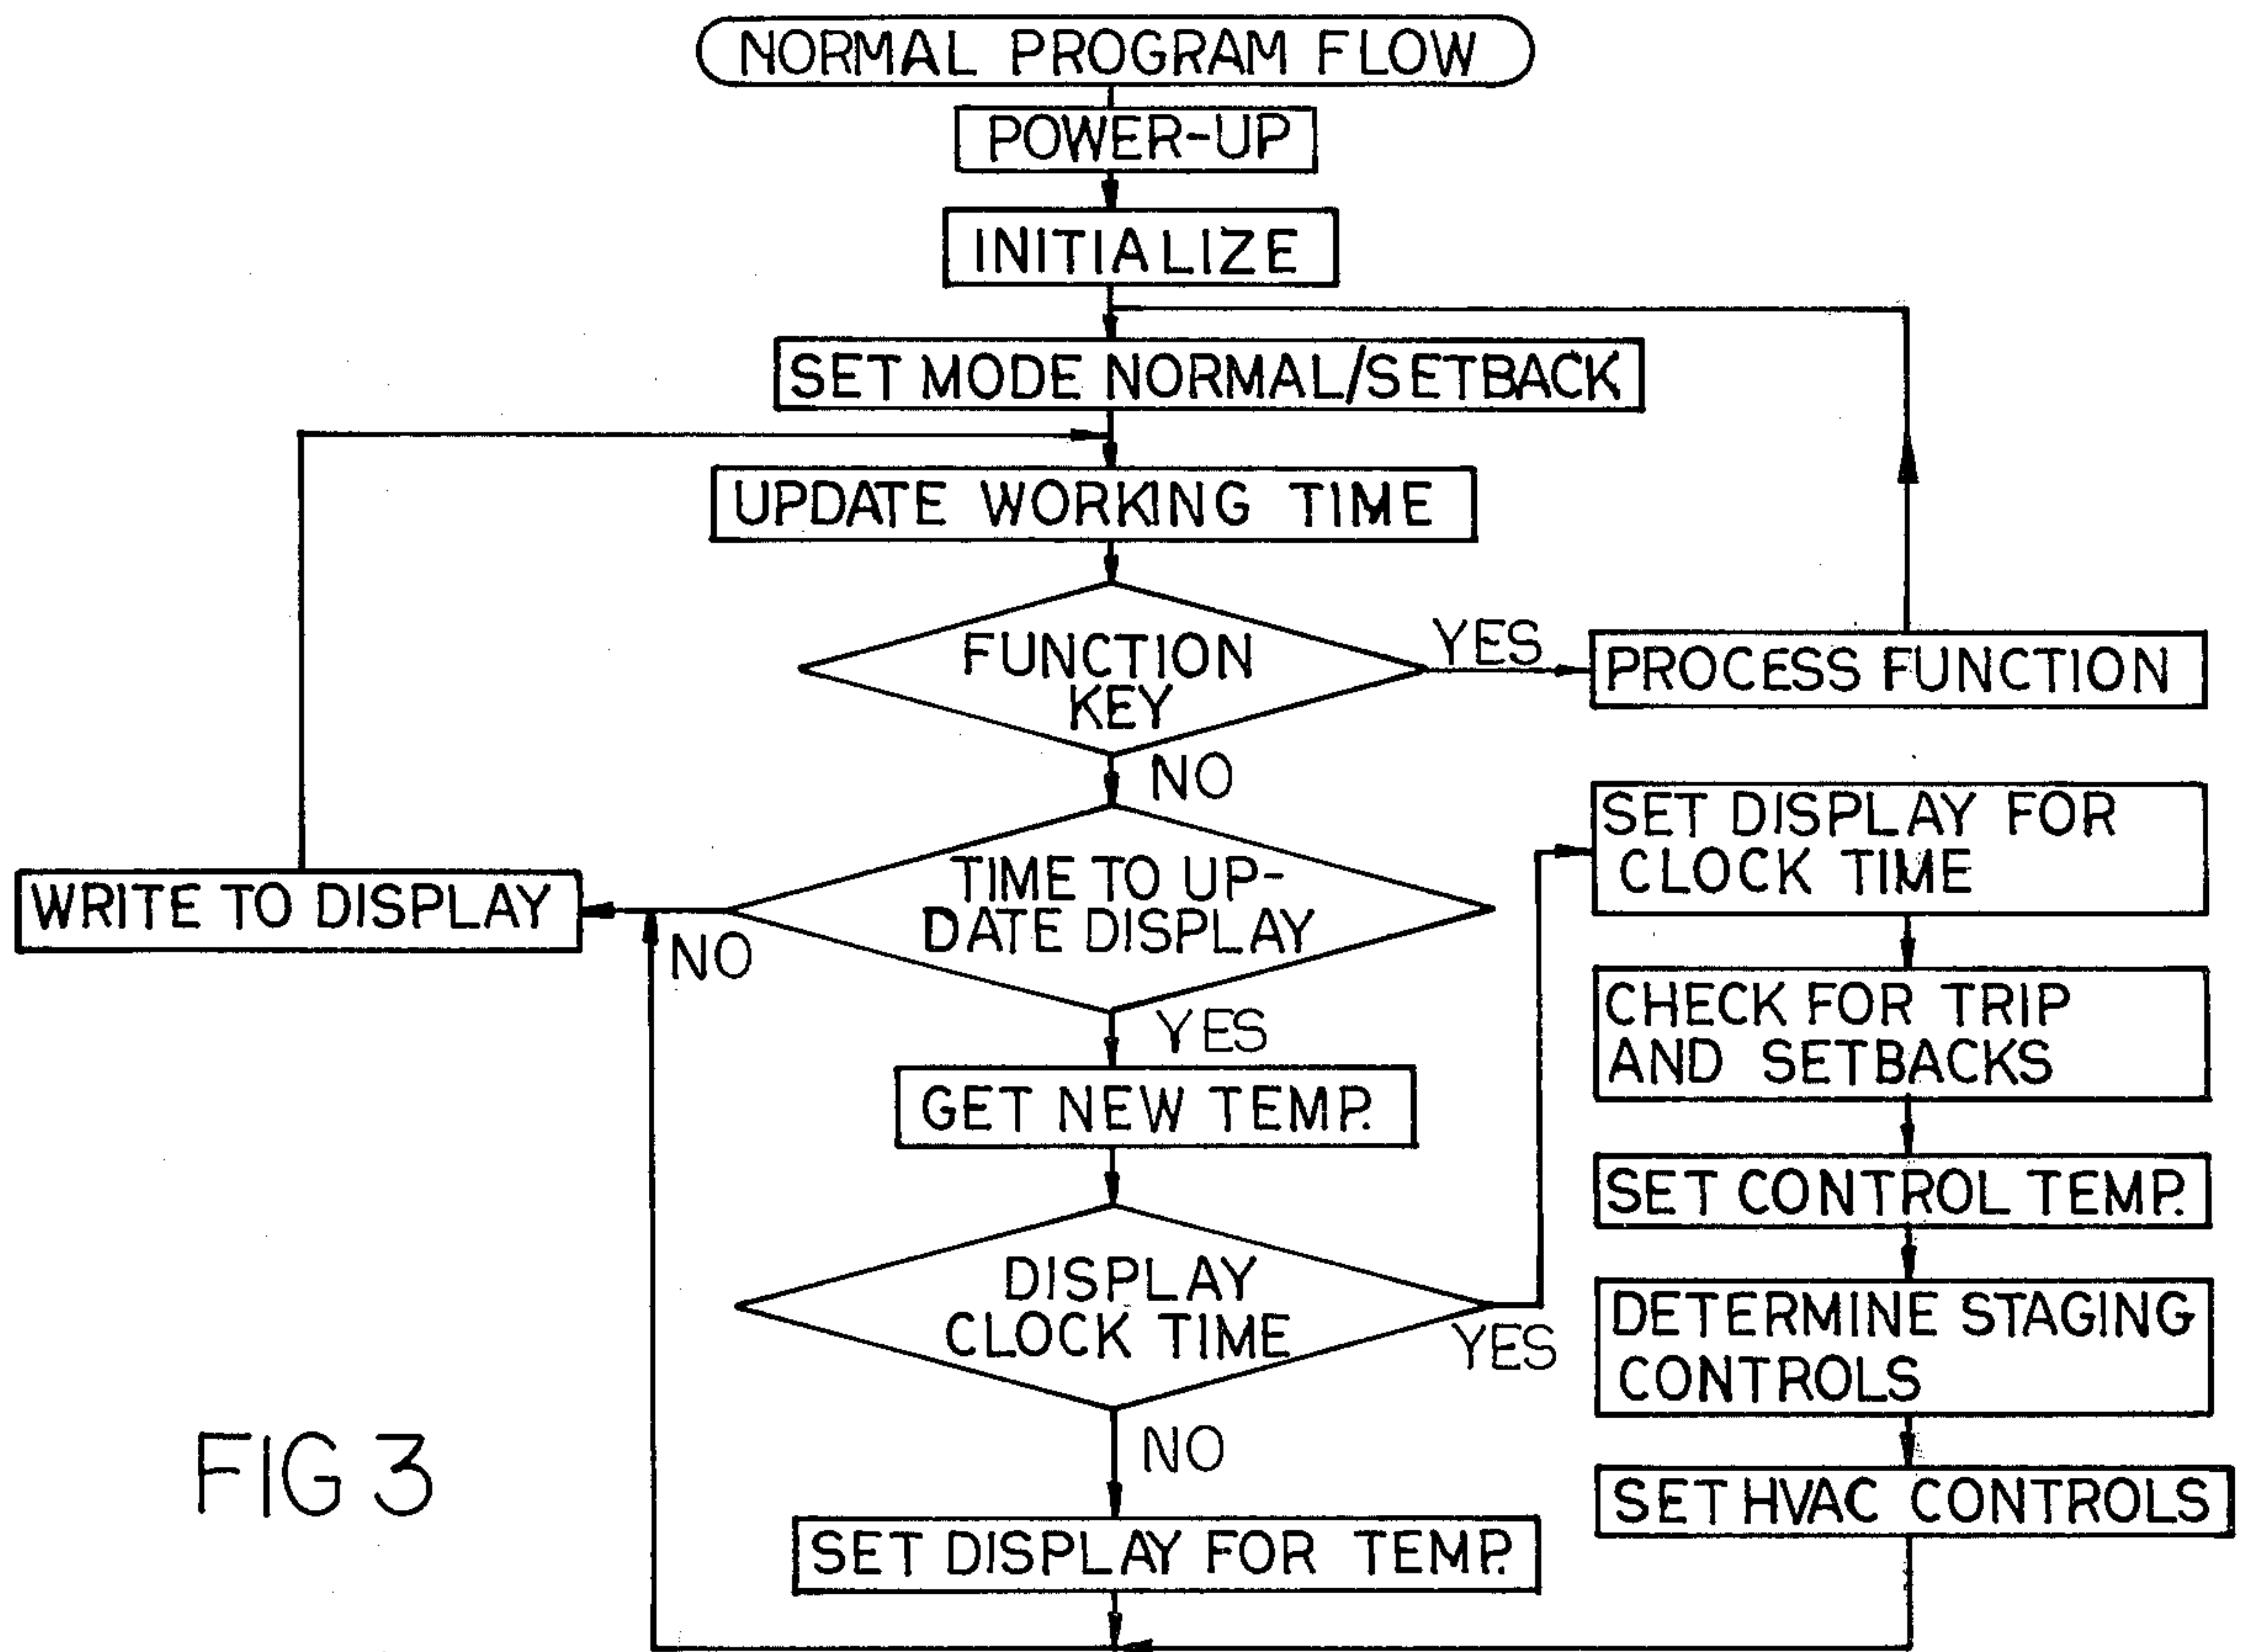 NORMAL PROGRAM FLOW
POWER-UP
INITIALIZE
SET MODE NORMAL/SETBACK
UPDATE WORKING TIME
FUNCTION
KEY
YES
PROCESS FUNCTION
NO
TIME TO UP-
DATE DISPLAY
NO
WRITE TO DISPLAY
YES
GET NEW TEMP.
DISPLAY
CLOCK TIME
YES
NO
SET DISPLAY FOR TEMP.
SET DISPLAY FOR
CLOCK TIME
CHECK FOR TRIP
AND SETBACKS
SET CONTROL TEMP.
DETERMINE STAGING
CONTROLS
SET HVAC CONTROLS
FIG 3